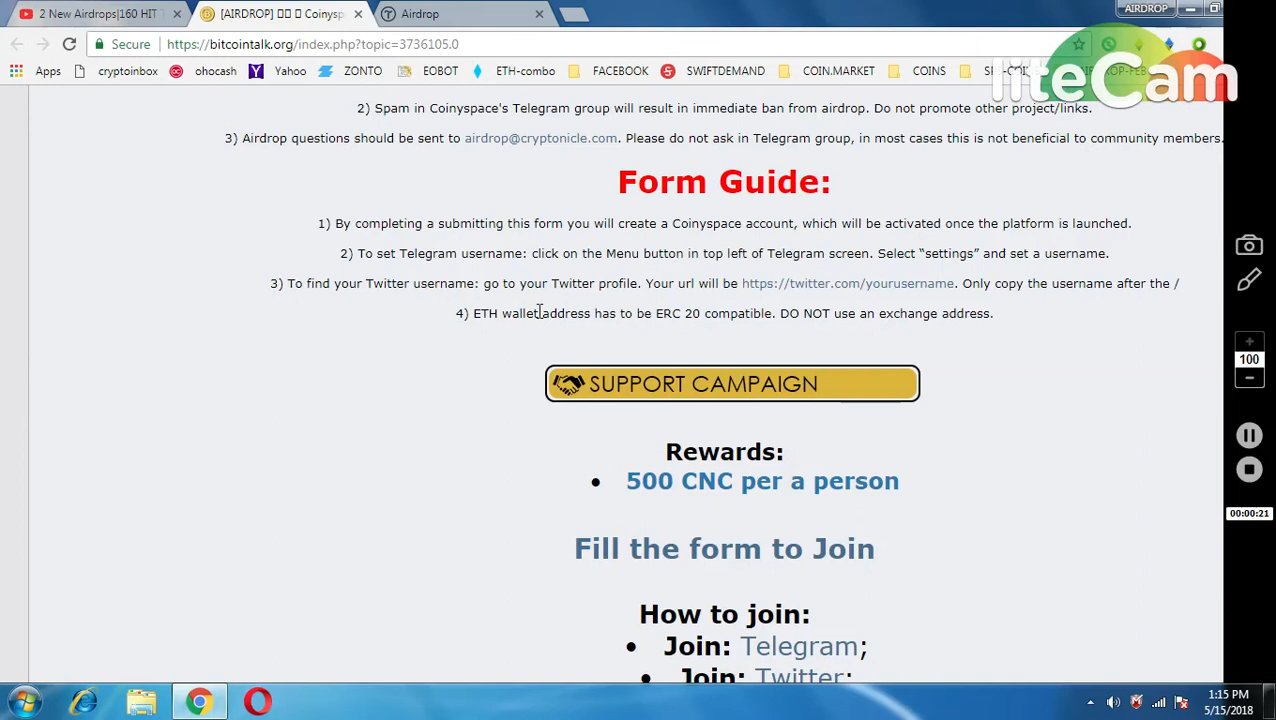 2 New Airdrops|160 HIT
[AIRDROP] Coinysp
Airdrop
AIRDROP
Secure
https://bitcointalk.org/index.php?topic=3736105.0
Apps
cryptoinbox
ohocash
Yahoo
ETH-combo
FACEBOOK
SWIFTDEMAND
COIN.MARKET
COINS
liteCam
2) Spam in Coinyspace's Telegram group will result in immediate ban from airdrop. Do not promote other project/links.
3) Airdrop questions should be sent to airdrop@cryptonicle.com. Please do not ask in Telegram group, in most cases this is not beneficial to community members.
Form Guide:
1) By completing a submitting this form you will create a Coinyspace account, which will be activated once the platform is launched.
2) To set Telegram username: click on the Menu button in top left of Telegram screen. Select “settings” and set a username.
3) To find your Twitter username: go to your Twitter profile. Your url will be https://twitter.com/yourusername. Only copy the username after the /
4) ETH wallet address has to be ERC 20 compatible. DO NOT use an exchange address.
SUPPORT CAMPAIGN
Rewards:
• 500 CNC per a person
Fill the form to Join
How to join:
• Join: Telegram;
• Join: Twitter;
100
00:00:21
1:15 PM
5/15/2018